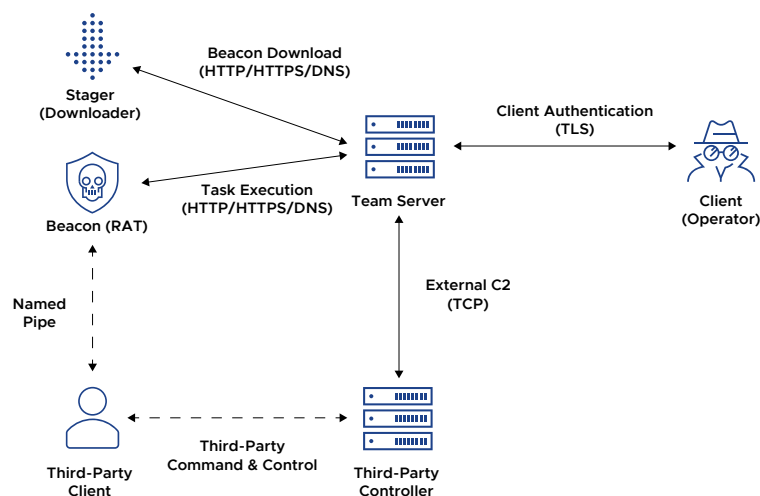 Beacon Download
(HTTP/HTTPS/DNS)
Stager
(Downloader)
Client Authentication
(TLS)
Task Execution
(HTTP/HTTPS/DNS)
Team Server
Client
(Operator)
Beacon (RAT)
Named
Pipe
External C2
(TCP)
Third-Party
Command & Control
Third-Party
Client
Third-Party
Controller